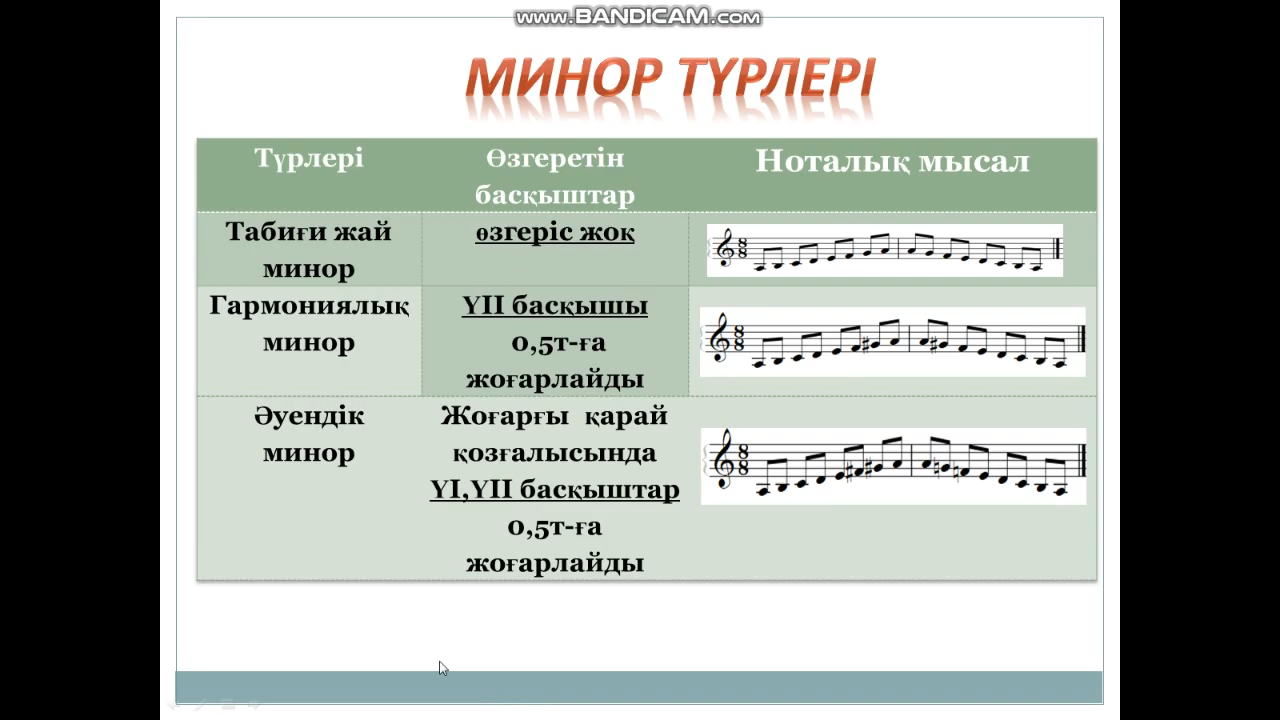 www.BANDICAM.com
МИНОР ТҮРЛЕРІ
Түрлері
Өзгеретін
басқыштар
Ноталық мысал
Табиғи жай
минор
өзгеріс жоқ
Гармониялық
минор
ҮІІ басқышы
0,5т-ға
жоғарлайды
Әуендік
минор
Жоғарғы қарай
қозғалысында
ҮІ,ҮІІ басқыштар
0,5т-ға
жоғарлайды